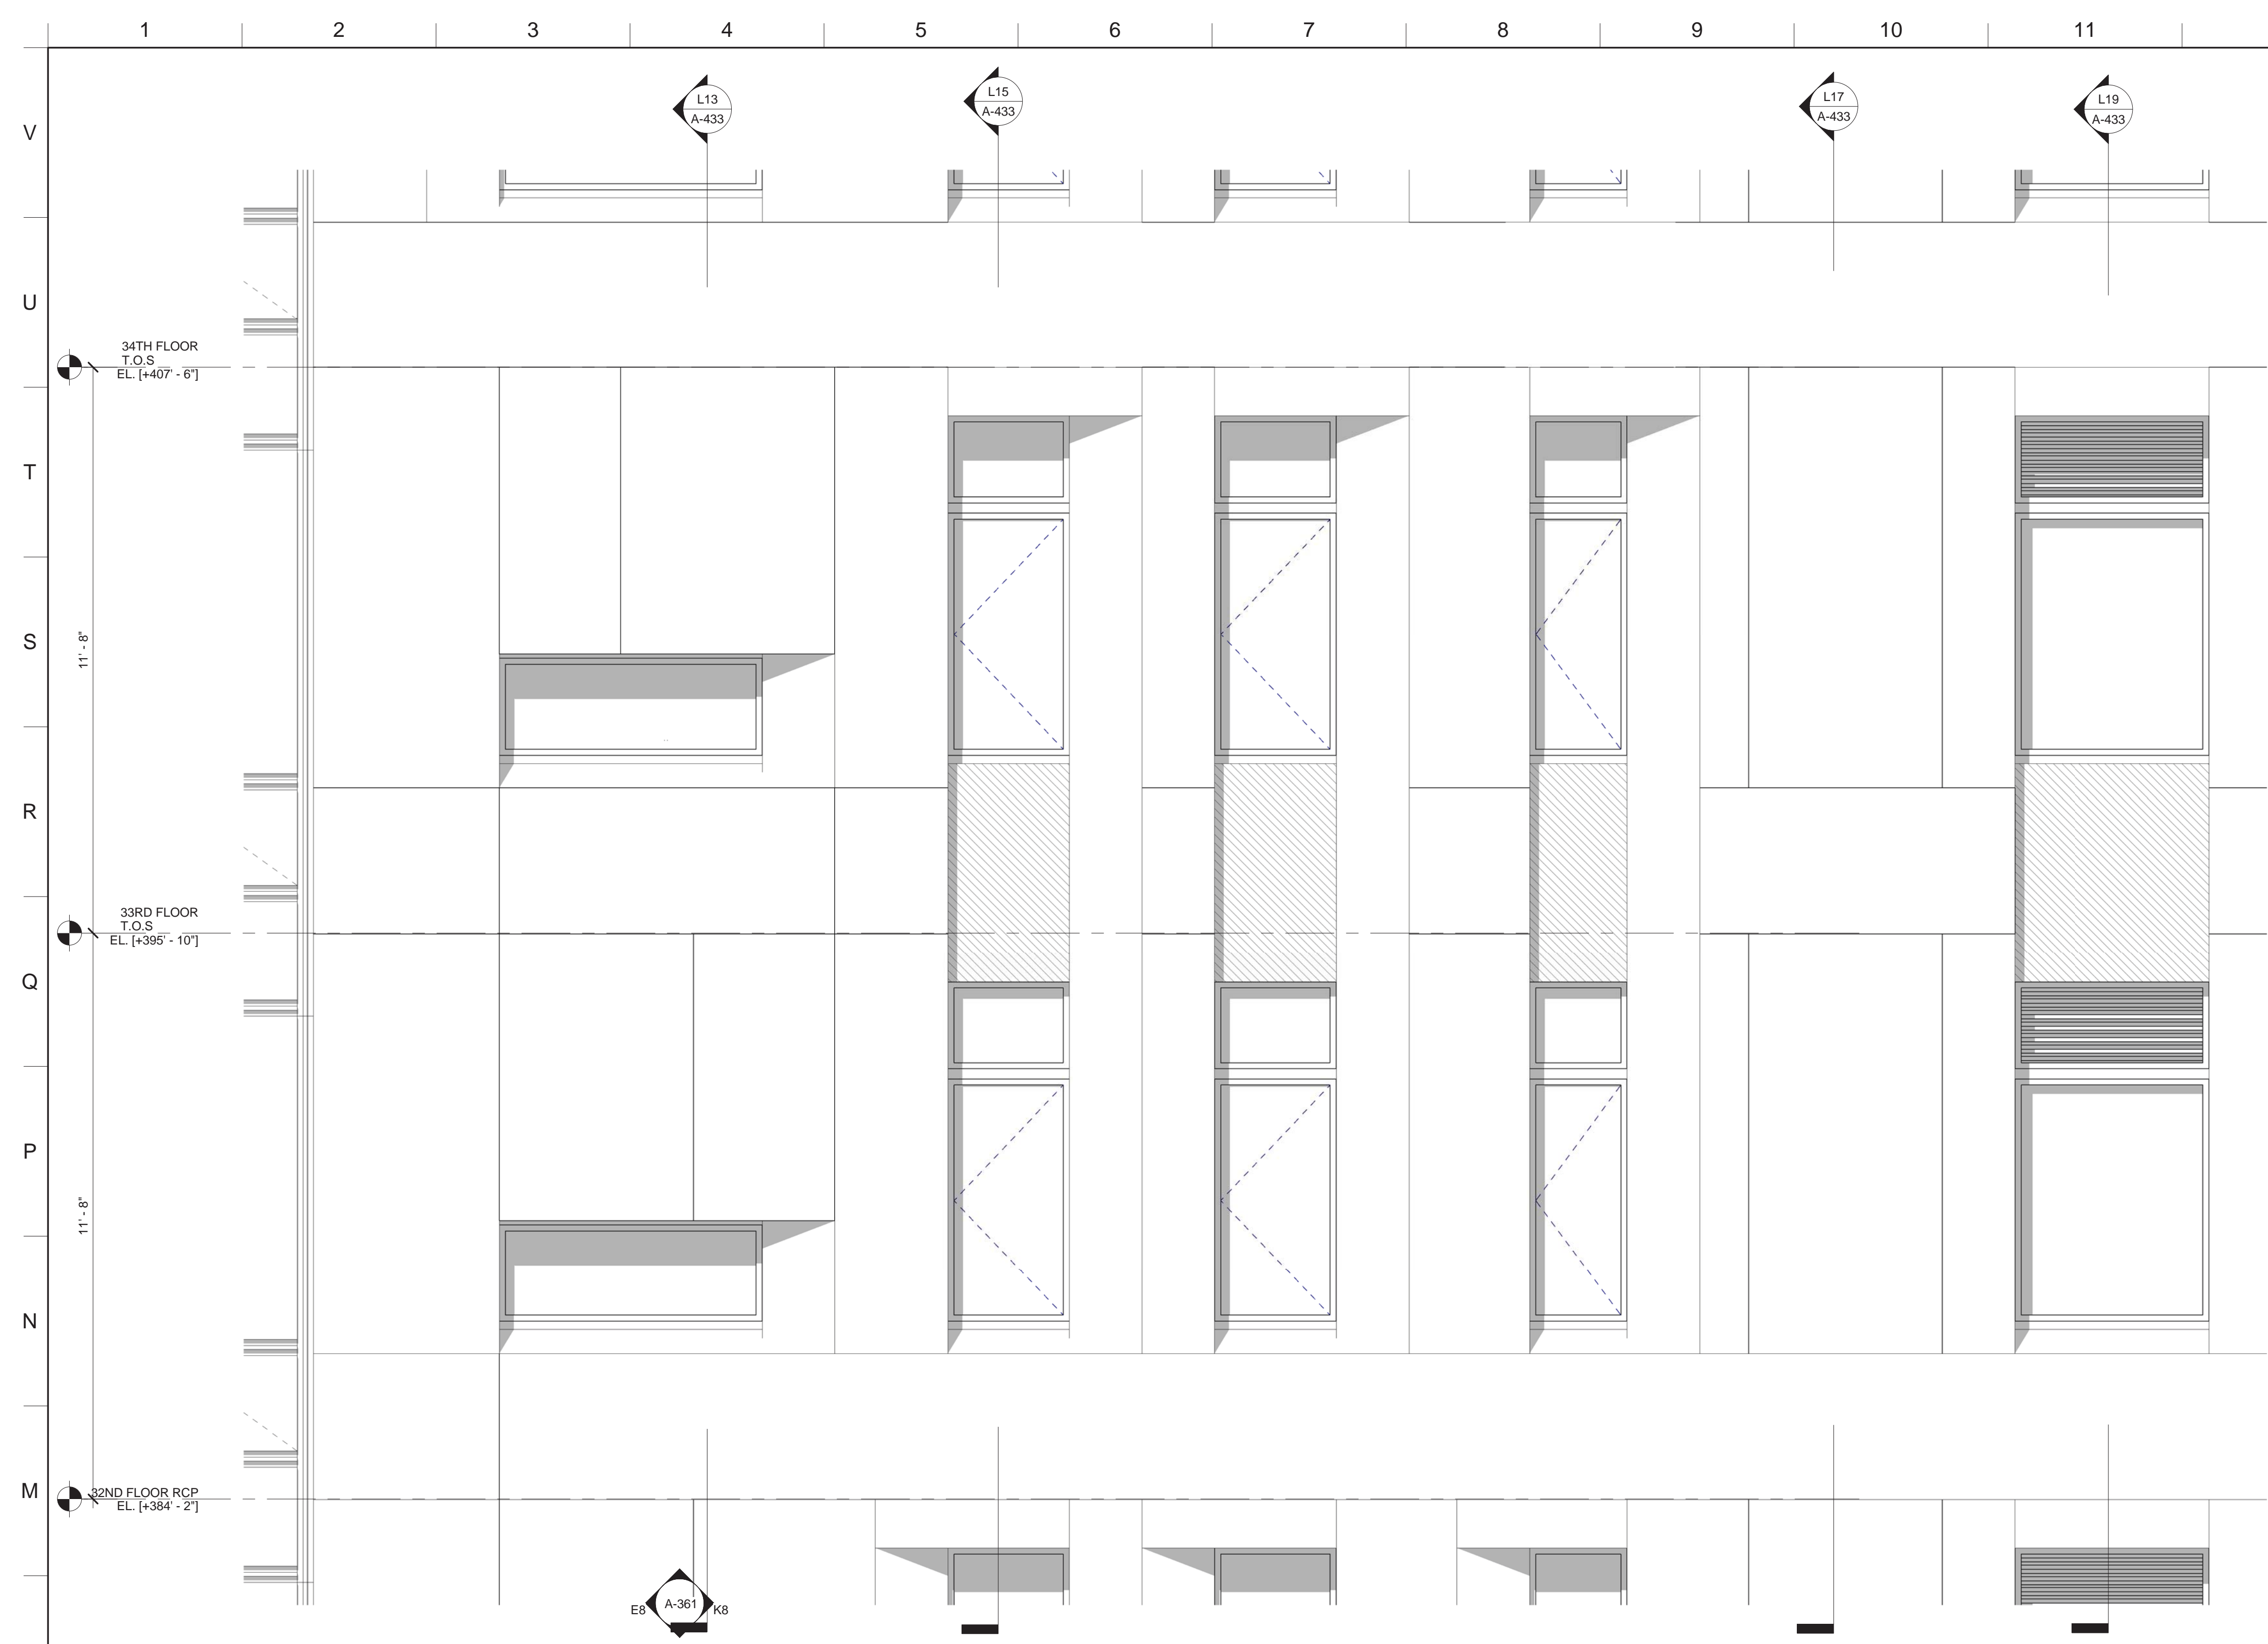 1 2 3 4 5 6 7 8 9 10 11
L13
A-433
L15
A-433
L17
A-433
L19
A-433
V
U
34TH FLOOR
T.O.S
EL. [+407' - 6"]
T
S
11' - 8"
R
33RD FLOOR
T.O.S
EL. [+395' - 10"]
Q
P
11' - 8"
N
M
32ND FLOOR RCP
EL. [+384' - 2"]
E8 A-361 K8